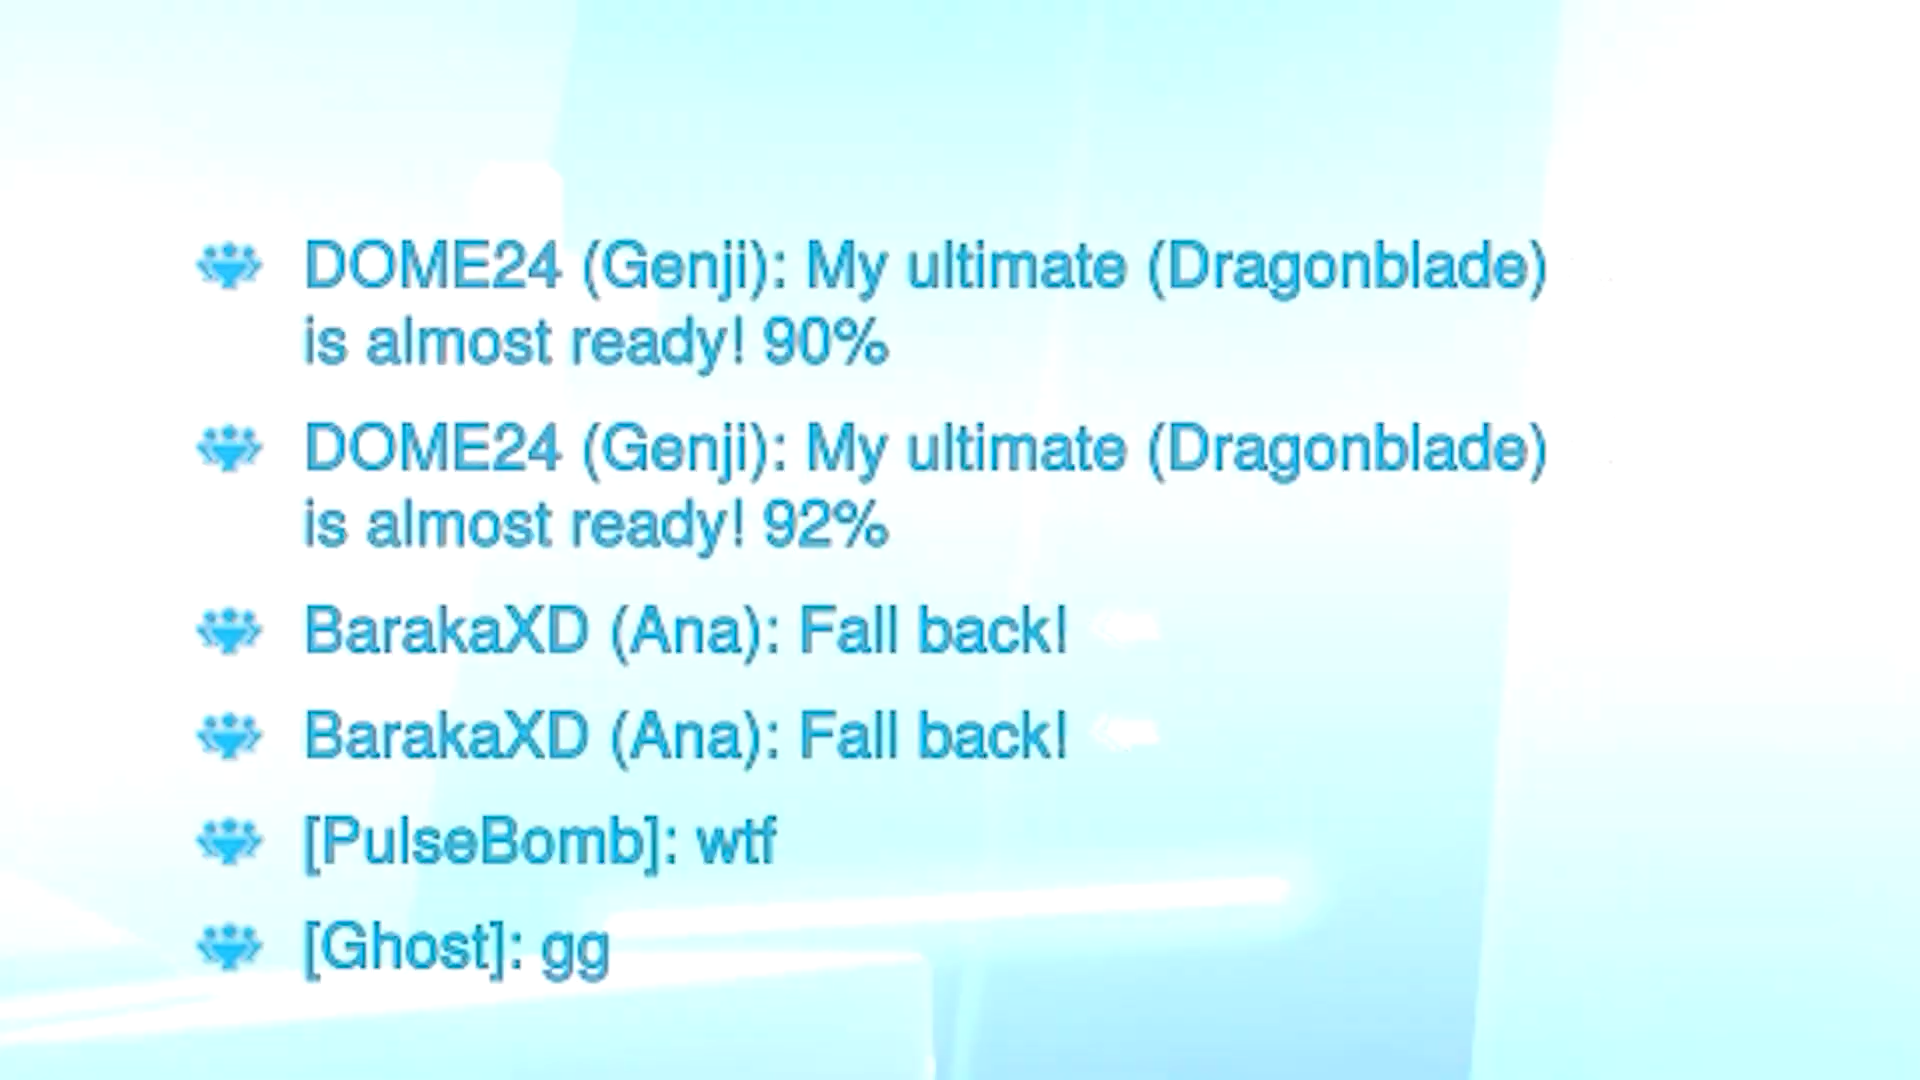 DOME24 (Genji): My ultimate (Dragonblade)
is almost ready! 90%
DOME24 (Genji): My ultimate (Dragonblade)
is almost ready! 92%
BarakaXD (Ana): Fall back!
BarakaXD (Ana): Fall back!
[PulseBomb]: wtf
[Ghost]: gg